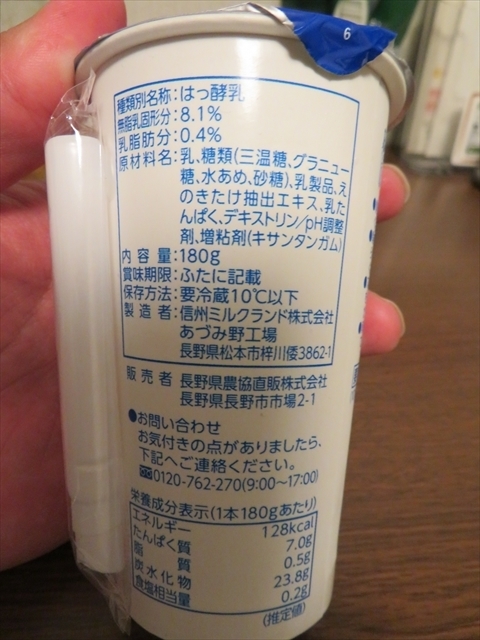 6
種類別名称:はっ酵乳
無脂乳固形分:8.1%
乳脂肪分:0.4%
原材料名:乳、糖類(三温糖、グラニュー
糖、水あめ、砂糖)、乳製品、え
のきたけ抽出エキス、乳た
んぱく、デキストリン/pH調整
剤、増粘剤(キサンタンガム)
内容量:180g
賞味期限:ふたに記載
保存方法:要冷蔵10℃以下
製造者:信州ミルクランド株式会社
あづみ野工場
長野県松本市梓川倭3862-1
販売者 長野県農協直販株式会社
長野県長野市市場2-1
●お問い合わせ
お気付きの点がありましたら、
下記へご連絡ください。
0120-762-270(9:00~17:00)
栄養成分表示(1本180gあたり)
エネルギー 128kcal
たんぱく質 7.0g
脂質 0.5g
炭水化物 23.8g
食塩相当量 0.2g
(推定値)